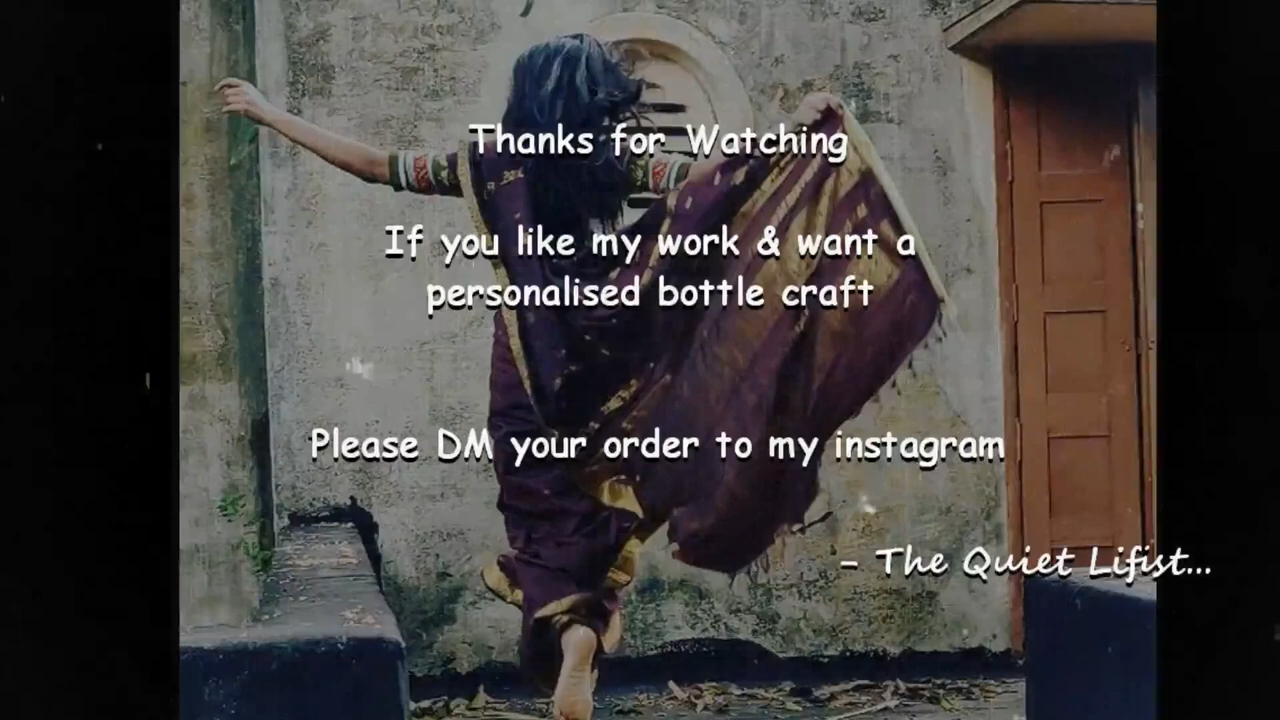 Thanks for Watching
If you like my work & want a
personalised bottle craft
Please DM your order to my instagram
- The Quiet Lifist...